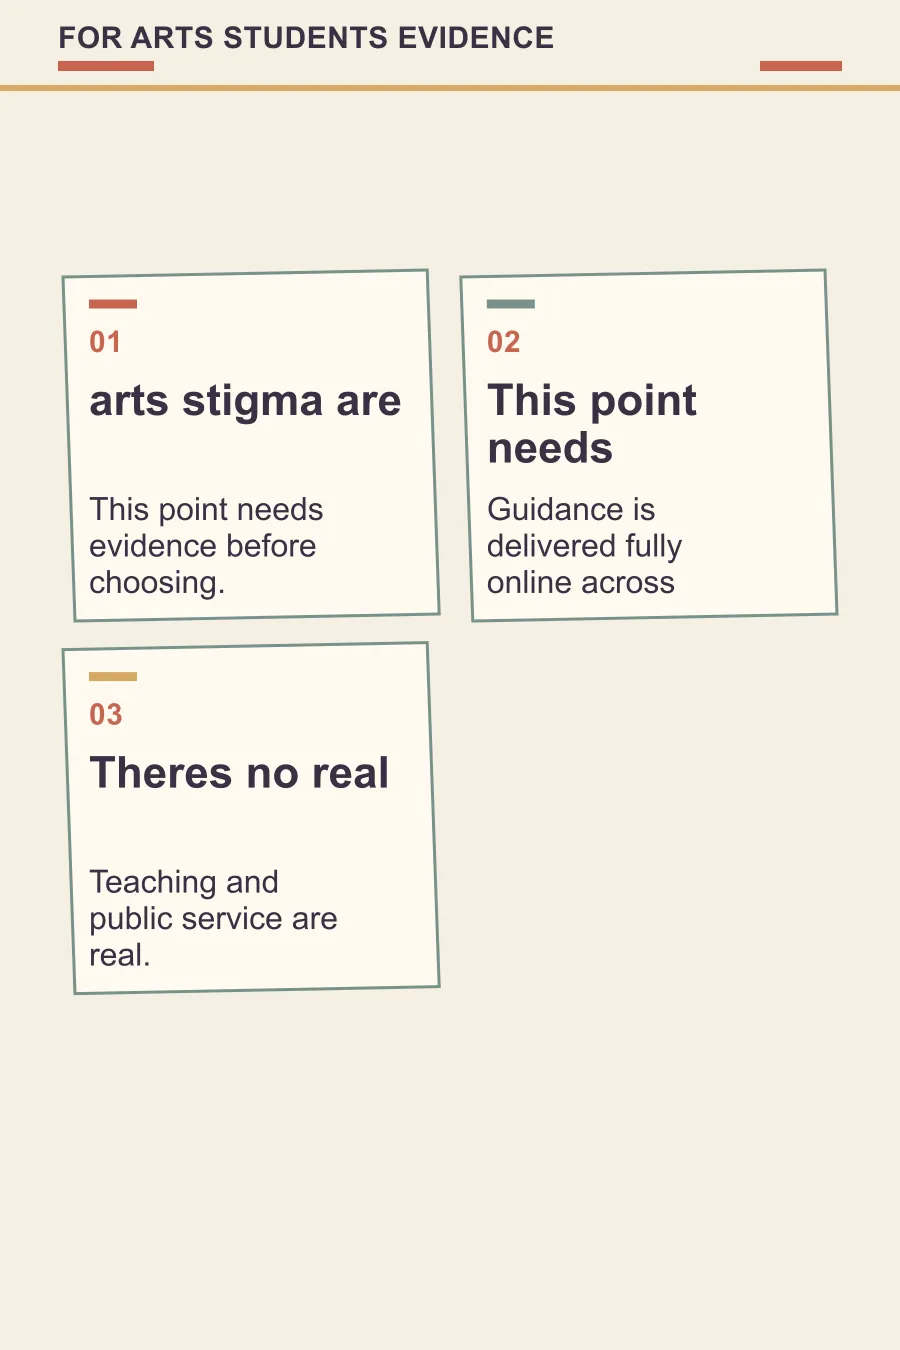 FOR ARTS STUDENTS EVIDENCE
01
arts stigma are
This point needs
evidence before
choosing.
02
This point
needs
Guidance is
delivered fully
online across
03
Theres no real
Teaching and
public service are
real.